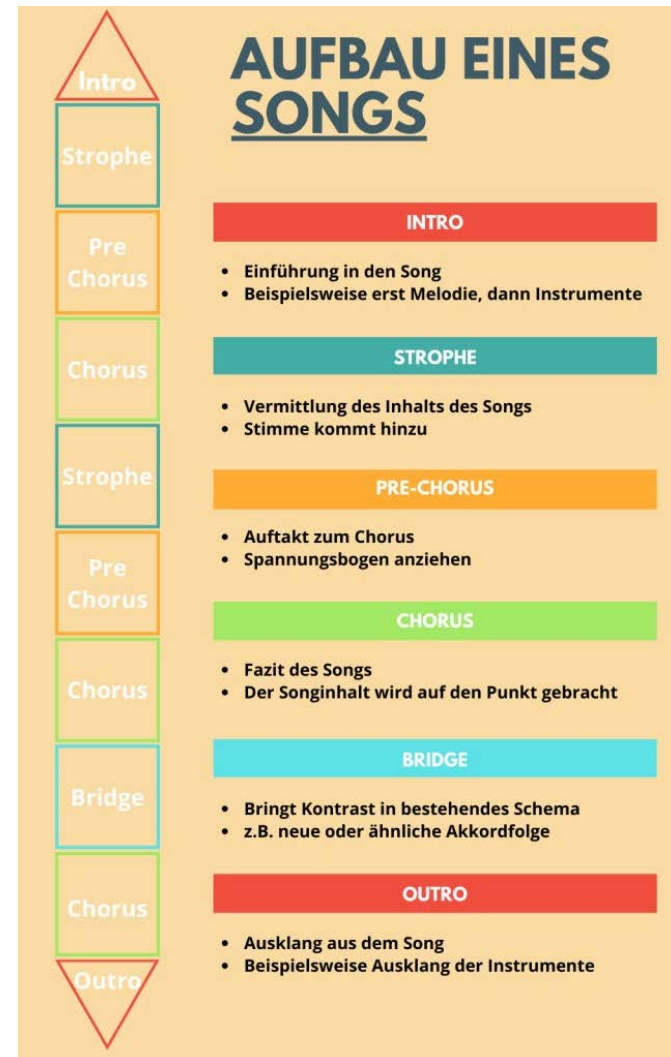 AUFBAU EINES
SONGS
Intro
Strophe
Pre
Chorus
Chorus
Strophe
Pre
Chorus
Chorus
Bridge
Chorus
Outro
INTRO
• Einführung in den Song
• Beispielsweise erst Melodie, dann Instrumente
STROPHE
• Vermittlung des Inhalts des Songs
• Stimme kommt hinzu
PRE-CHORUS
• Auftakt zum Chorus
• Spannungsbogen anziehen
CHORUS
• Fazit des Songs
• Der Songinhalt wird auf den Punkt gebracht
BRIDGE
• Bringt Kontrast in bestehendes Schema
• z.B. neue oder ähnliche Akkordfolge
OUTRO
• Ausklang aus dem Song
• Beispielsweise Ausklang der Instrumente